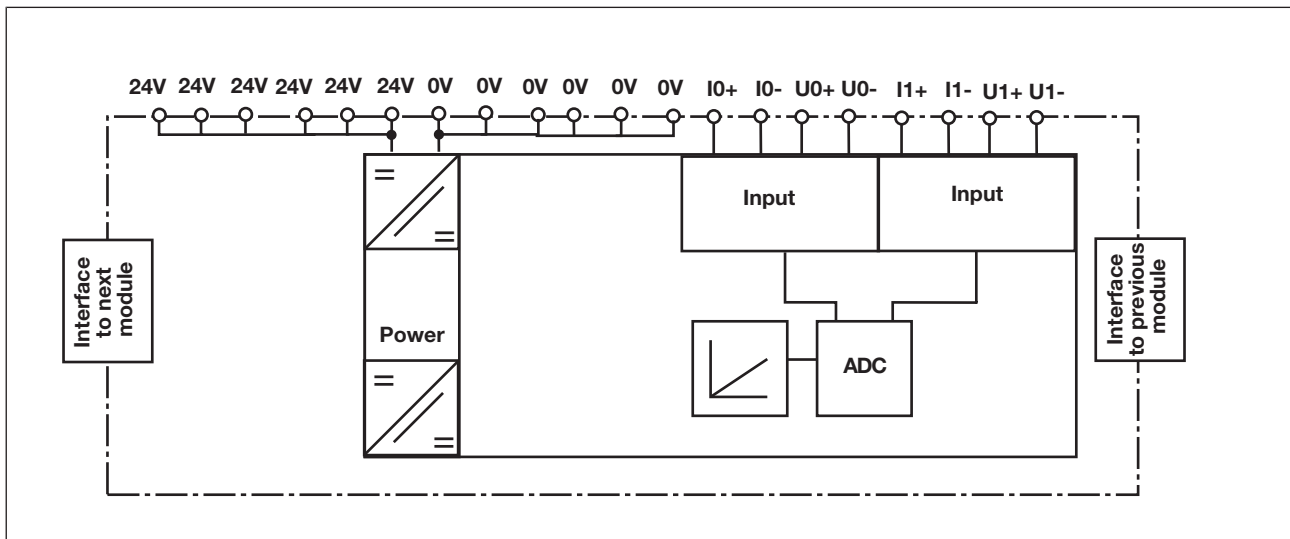 24V 24V 24V 24V 24V 24V 0V 0V 0V 0V 0V 0V I0+ I0- U0+ U0- I1+ I1- U1+ U1-
Input
Input
Interface
to next
module
Interface
to previous
module
Power
ADC